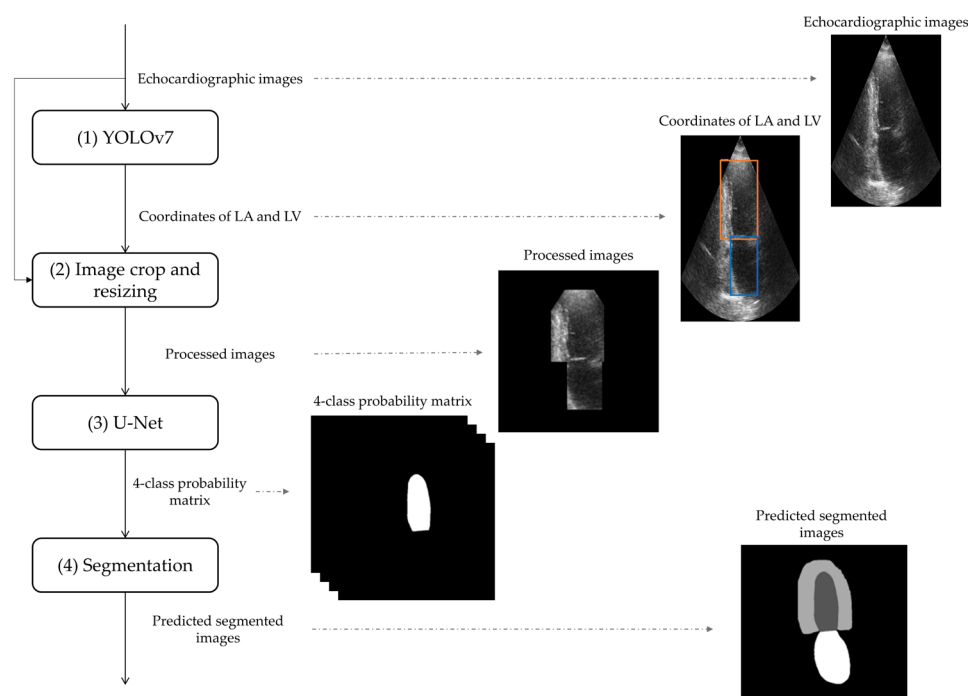 Echocardiographic images
Echocardiographic images
(1) YOLOv7
Coordinates of LA and LV
Coordinates of LA and LV
(2) Image crop and
resizing
Processed images
Processed images
4-class probability matrix
(3) U-Net
4-class probability
matrix
Predicted segmented
images
(4) Segmentation
Predicted segmented
images